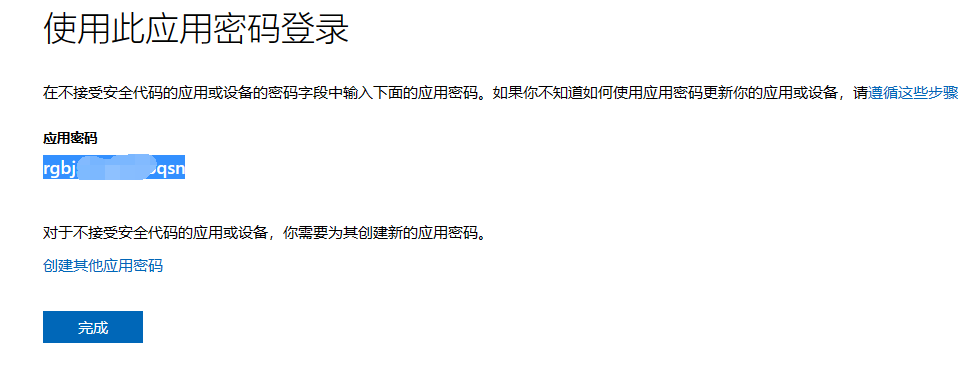 使用此应用密码登录
在不接受安全代码的应用或设备的密码字段中输入下面的应用密码。如果你不知道如何使用应用密码更新你的应用或设备，请遵循这些步骤
应用密码
对于不接受安全代码的应用或设备，你需要为其创建新的应用密码。
创建其他应用密码
完成